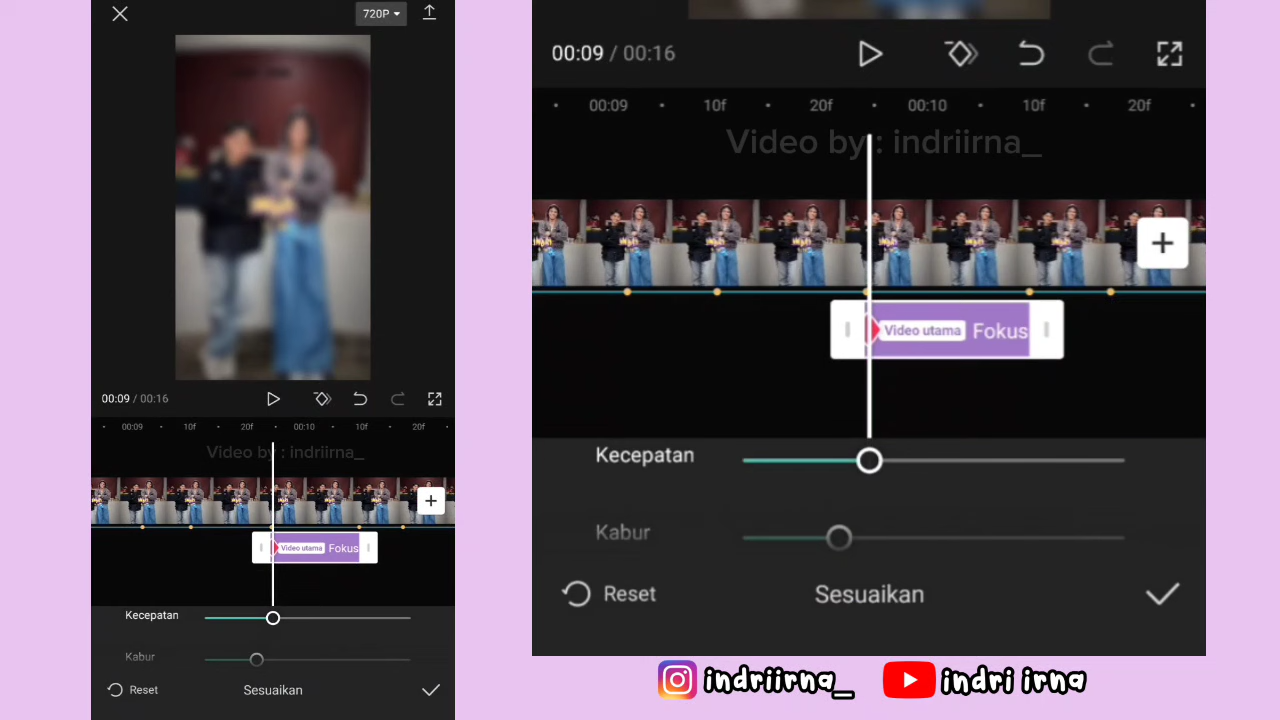 720P
00:09 / 00:16
00:09 10f 20f 00:10 10f 20f
Video by : indriirna_
+
Video utama Fokus
Kecepatan
Kabur
Reset Sesuaikan
00:09 / 00:16
00:09 10f 20f 00:10 10f 20f
Video by : indriirna_
+
Video utama Fokus
Kecepatan
Kabur
Reset Sesuaikan
indriirna_ indri irna